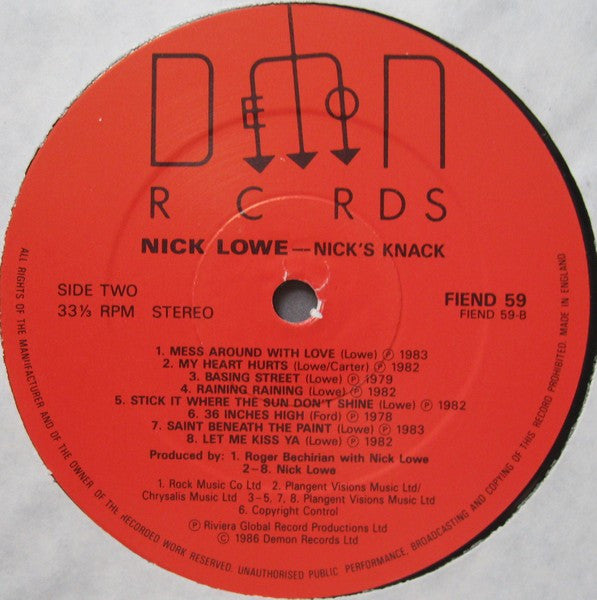 DEMON
RECORDS
NICK LOWE — NICK'S KNACK
SIDE TWO
33⅓ RPM STEREO
FIEND 59
FIEND 59-B
1. MESS AROUND WITH LOVE (Lowe) ℗ 1983
2. MY HEART HURTS (Lowe/Carter) ℗ 1982
3. BASING STREET (Lowe) ℗ 1979
4. RAINING RAINING (Lowe) ℗ 1982
5. STICK IT WHERE THE SUN DON'T SHINE (Lowe) ℗ 1982
6. 36 INCHES HIGH (Ford) ℗ 1978
7. SAINT BENEATH THE PAINT (Lowe) ℗ 1983
8. LET ME KISS YA (Lowe) ℗ 1982
Produced by: 1. Roger Bechirian with Nick Lowe
2-8. Nick Lowe
1. Rock Music Co Ltd 2. Plangent Visions Music Ltd/
Chrysalis Music Ltd 3-5, 7, 8. Plangent Visions Music Ltd
6. Copyright Control
℗ Riviera Global Record Productions Ltd
© 1986 Demon Records Ltd
ALL RIGHTS OF THE MANUFACTURER AND OF THE OWNER OF THE RECORDED WORK RESERVED. UNAUTHORISED PUBLIC PERFORMANCE, BROADCASTING AND COPYING OF THIS RECORD PROHIBITED. MADE IN ENGLAND